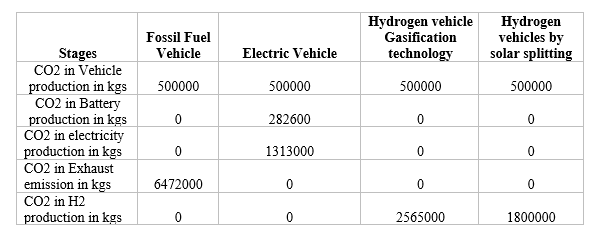 Stages Fossil Fuel Vehicle Electric Vehicle Hydrogen vehicle Gasification technology Hydrogen vehicles by solar splitting
CO2 in Vehicle production in kgs 500000 500000 500000 500000
CO2 in Battery production in kgs 0 282600 0 0
CO2 in electricity production in kgs 0 1313000 0 0
CO2 in Exhaust emission in kgs 6472000 0 0 0
CO2 in H2 production in kgs 0 0 2565000 1800000